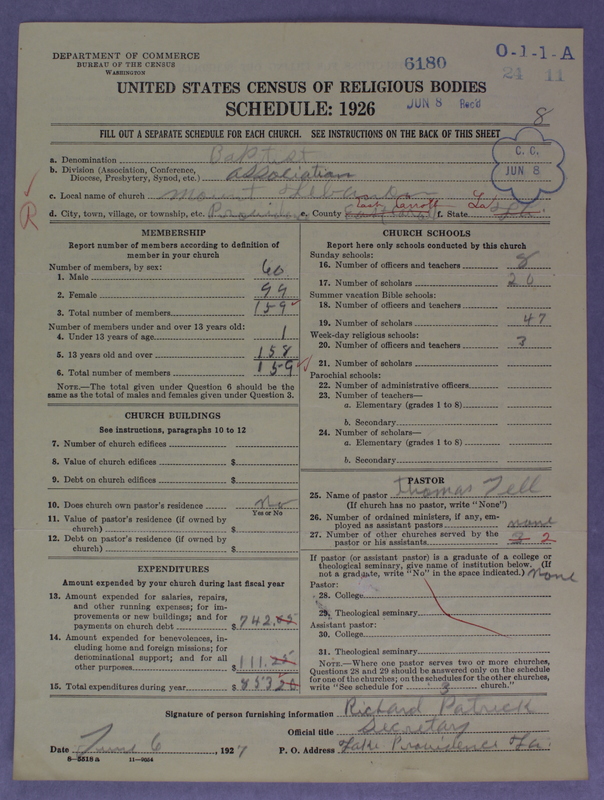 DEPARTMENT OF COMMERCE
BUREAU OF THE CENSUS
WASHINGTON
6180
O-1-1-A
24 11
UNITED STATES CENSUS OF RELIGIOUS BODIES
SCHEDULE: 1926
JUN 8 Rec'd
8
FILL OUT A SEPARATE SCHEDULE FOR EACH CHURCH. SEE INSTRUCTIONS ON THE BACK OF THIS SHEET
C. C.
JUN 8
a. Denomination Baptist
b. Division (Association, Conference, Diocese, Presbytery, Synod, etc.) association
c. Local name of church mount Lebanon
R
d. City, town, village, or township, etc. Providence e. County East Carroll f. State La.
MEMBERSHIP
Report number of members according to definition of member in your church
Number of members, by sex:
1. Male 60
2. Female 99
3. Total number of members 159
Number of members under and over 13 years old:
4. Under 13 years of age 1
5. 13 years old and over 158
6. Total number of members 159
NOTE.—The total given under Question 6 should be the same as the total of males and females given under Question 3.
CHURCH BUILDINGS
See instructions, paragraphs 10 to 12
7. Number of church edifices
8. Value of church edifices $
9. Debt on church edifices $
10. Does church own pastor's residence no
Yes or No
11. Value of pastor's residence (if owned by church) $
12. Debt on pastor's residence (if owned by church) $
EXPENDITURES
Amount expended by your church during last fiscal year
13. Amount expended for salaries, repairs, and other running expenses; for improvements or new buildings; and for payments on church debt $ 742.
14. Amount expended for benevolences, including home and foreign missions; for denominational support; and for all other purposes $ 111.25
15. Total expenditures during year $ 853
CHURCH SCHOOLS
Report here only schools conducted by this church
Sunday schools:
16. Number of officers and teachers 8
17. Number of scholars 20
Summer vacation Bible schools:
18. Number of officers and teachers
19. Number of scholars 47
Week-day religious schools:
20. Number of officers and teachers 3
21. Number of scholars
Parochial schools:
22. Number of administrative officers
23. Number of teachers—
a. Elementary (grades 1 to 8)
b. Secondary
24. Number of scholars—
a. Elementary (grades 1 to 8)
b. Secondary
PASTOR
25. Name of pastor Thomas Tell
(If church has no pastor, write "None")
26. Number of ordained ministers, if any, employed as assistant pastors none
27. Number of other churches served by the pastor or his assistants 3 2
If pastor (or assistant pastor) is a graduate of a college or theological seminary, give name of institution below. (If not a graduate, write "No" in the space indicated.) None
Pastor:
28. College
29. Theological seminary
Assistant pastor:
30. College
31. Theological seminary
NOTE.—Where one pastor serves two or more churches, Questions 28 and 29 should be answered only on the schedule for one of the churches; on the schedules for the other churches, write "See schedule for 3 church."
Signature of person furnishing information Richard Patrick
Official title Secretary
Date June 6, 1927 P. O. Address Lake Providence La.
8-5518 a 11-9064